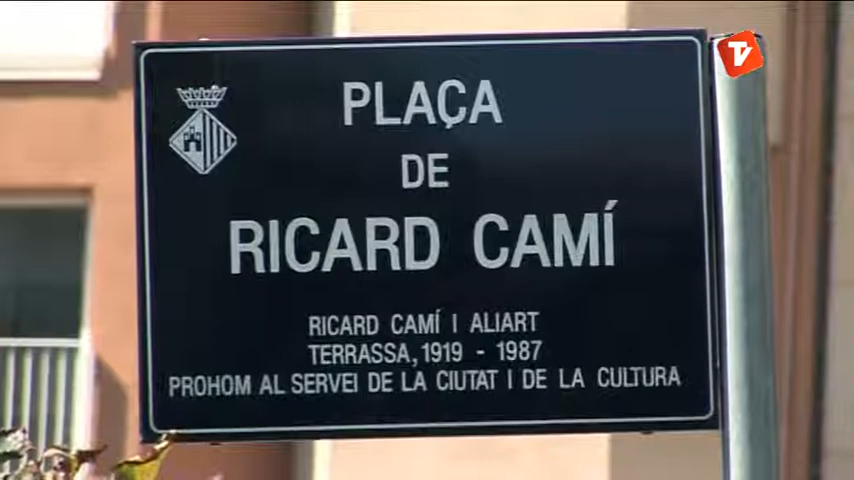 TV
PLAÇA
DE
RICARD CAMÍ
RICARD CAMÍ I ALIART
TERRASSA, 1919 - 1987
PROHOM AL SERVEI DE LA CIUTAT I DE LA CULTURA